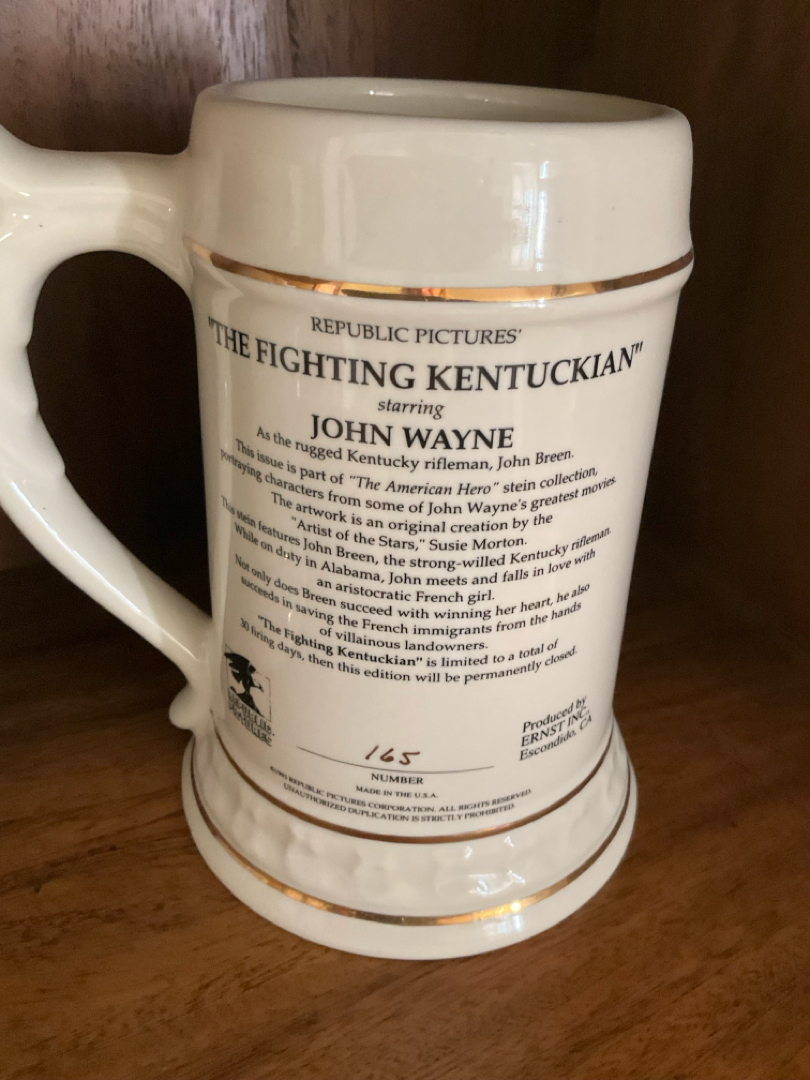 REPUBLIC PICTURES'
"THE FIGHTING KENTUCKIAN"
starring
JOHN WAYNE
As the rugged Kentucky rifleman, John Breen.
This issue is part of "The American Hero" stein collection,
portraying characters from some of John Wayne's greatest movies.
The artwork is an original creation by the
"Artist of the Stars," Susie Morton.
This stein features John Breen, the strong-willed Kentucky rifleman.
While on duty in Alabama, John meets and falls in love with
an aristocratic French girl.
Not only does Breen succeed with winning her heart, he also
succeeds in saving the French immigrants from the hands
of villainous landowners.
"The Fighting Kentuckian" is limited to a total of
30 firing days, then this edition will be permanently closed.
Produced by
ERNST INC.
Escondido, CA
165
NUMBER
MADE IN THE U.S.A.
REPUBLIC PICTURES CORPORATION. ALL RIGHTS RESERVED.
UNAUTHORIZED DUPLICATION IS STRICTLY PROHIBITED.